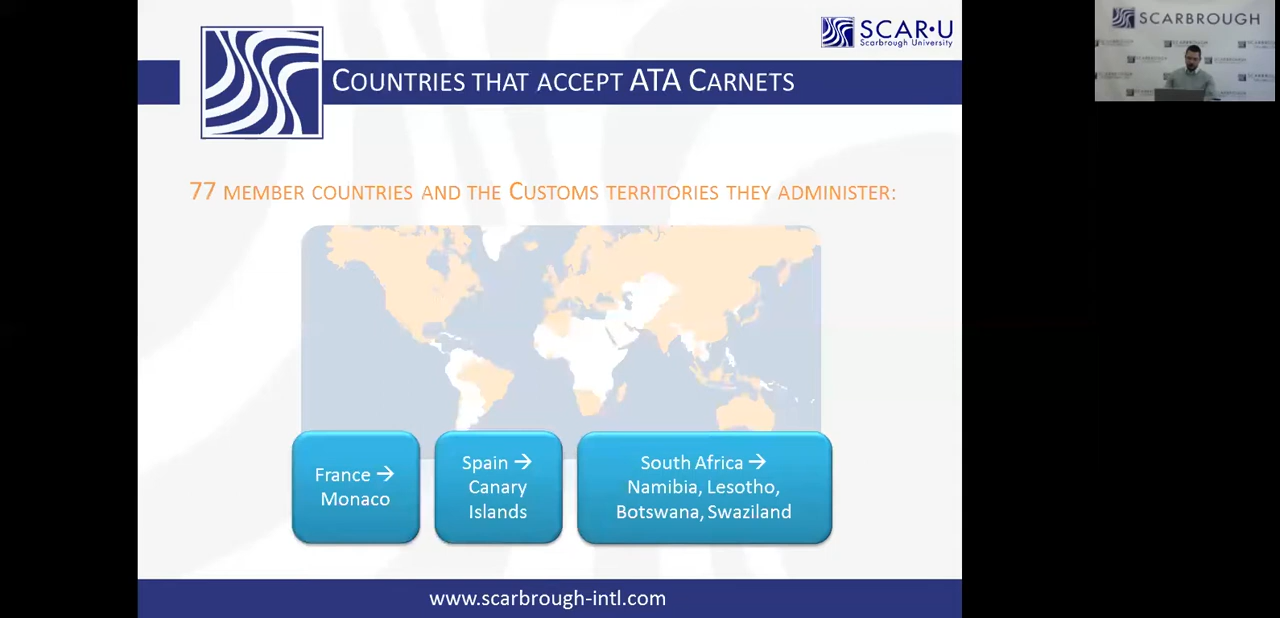 SCAR•U
Scarbrough University
COUNTRIES THAT ACCEPT ATA CARNETS
77 MEMBER COUNTRIES AND THE CUSTOMS TERRITORIES THEY ADMINISTER:
France →
Monaco
Spain →
Canary
Islands
South Africa →
Namibia, Lesotho,
Botswana, Swaziland
www.scarbrough-intl.com
SCARBROUGH